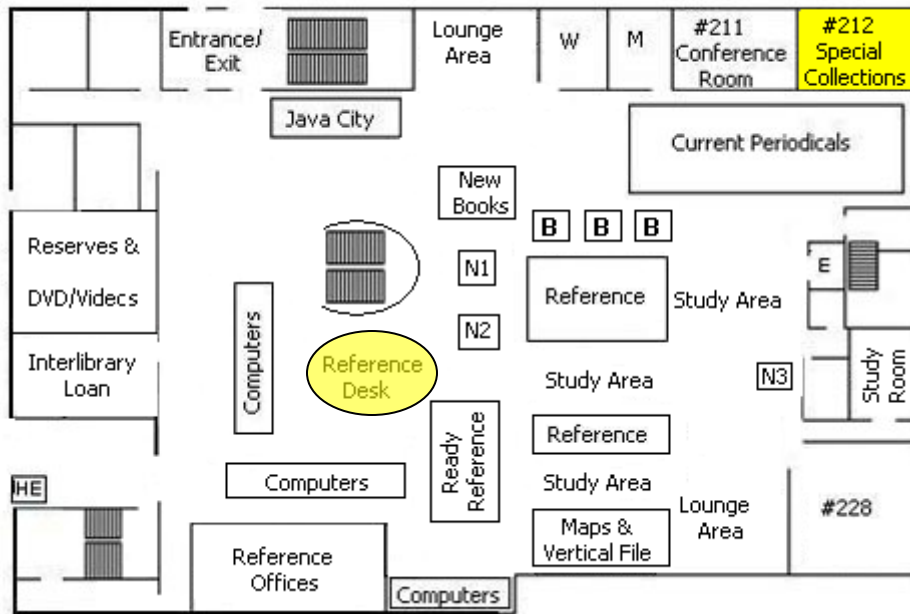 Entrance/
Exit
Lounge
Area
W
M
#211
Conference
Room
#212
Special
Collections
Java City
Current Periodicals
New
Books
B
B
B
Reserves &
DVD/Videcs
N1
Reference
Study Area
E
N2
Interlibrary
Loan
Computers
Reference
Desk
Study Area
N3
Study
Room
Ready
Reference
Reference
Computers
Study Area
HE
Lounge
Area
#228
Maps &
Vertical File
Reference
Offices
Computers